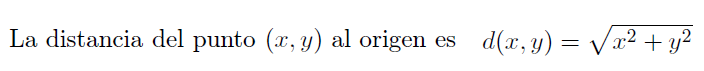 La distancia del punto (x, y) al origen es d(x, y) = √(x² + y²)